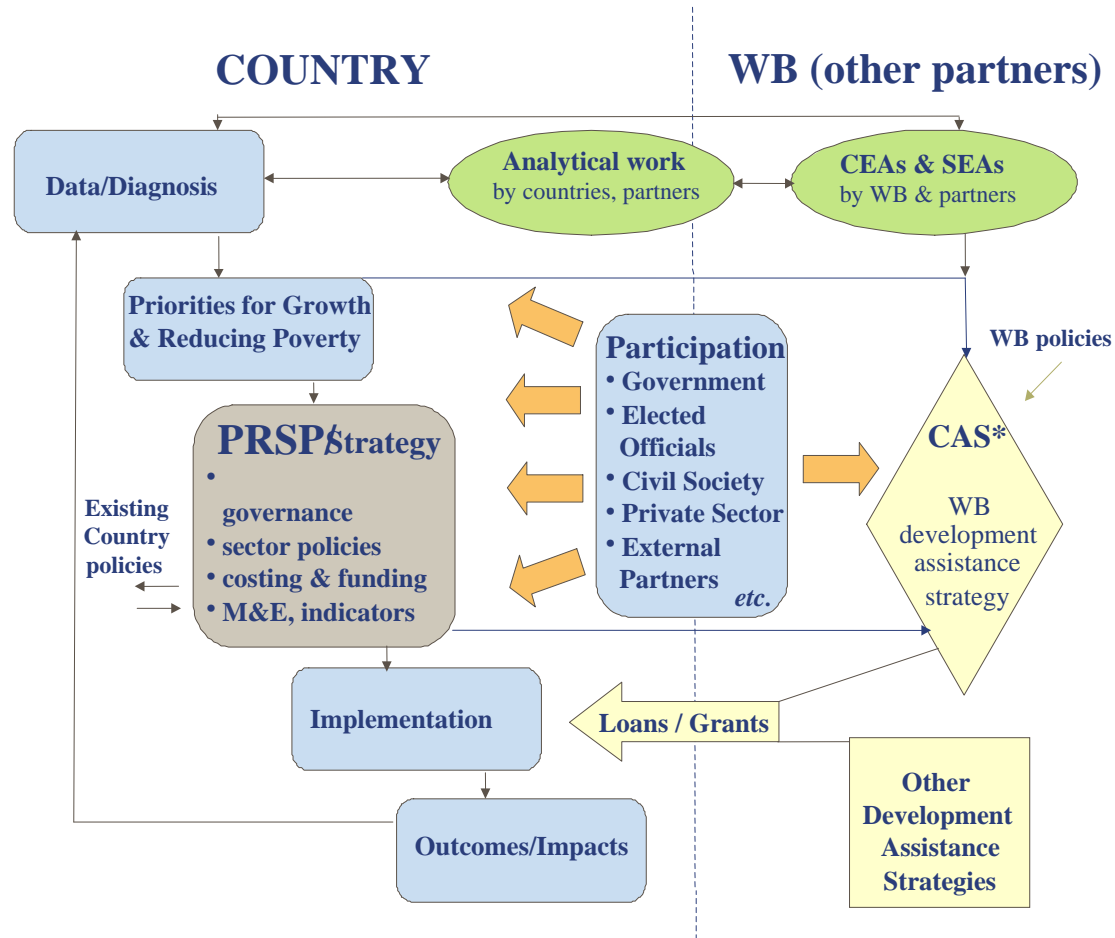 COUNTRY
WB (other partners)
Data/Diagnosis
Analytical work
by countries, partners
CEAs & SEAs
by WB & partners
Priorities for Growth
& Reducing Poverty
WB policies
Participation
• Government
• Elected
Officials
• Civil Society
• Private Sector
• External
Partners
etc.
PRSP/Strategy
•
governance
• sector policies
• costing & funding
• M&E, indicators
Existing
Country
policies
CAS*
WB
development
assistance
strategy
Implementation
Loans / Grants
Outcomes/Impacts
Other
Development
Assistance
Strategies